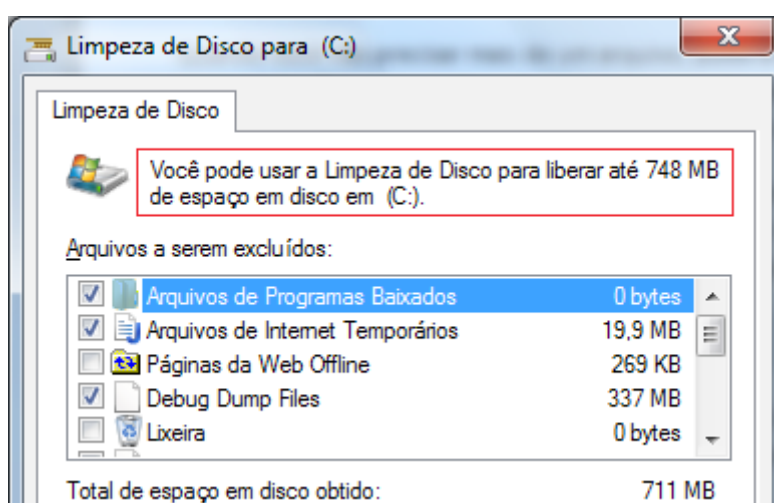 Limpeza de Disco para (C:)
Limpeza de Disco
Você pode usar a Limpeza de Disco para liberar até 748 MB
de espaço em disco em (C:).
Arquivos a serem excluídos:
Arquivos de Programas Baixados 0 bytes
Arquivos de Internet Temporários 19,9 MB
Páginas da Web Offline 269 KB
Debug Dump Files 337 MB
Lixeira 0 bytes
Total de espaço em disco obtido: 711 MB